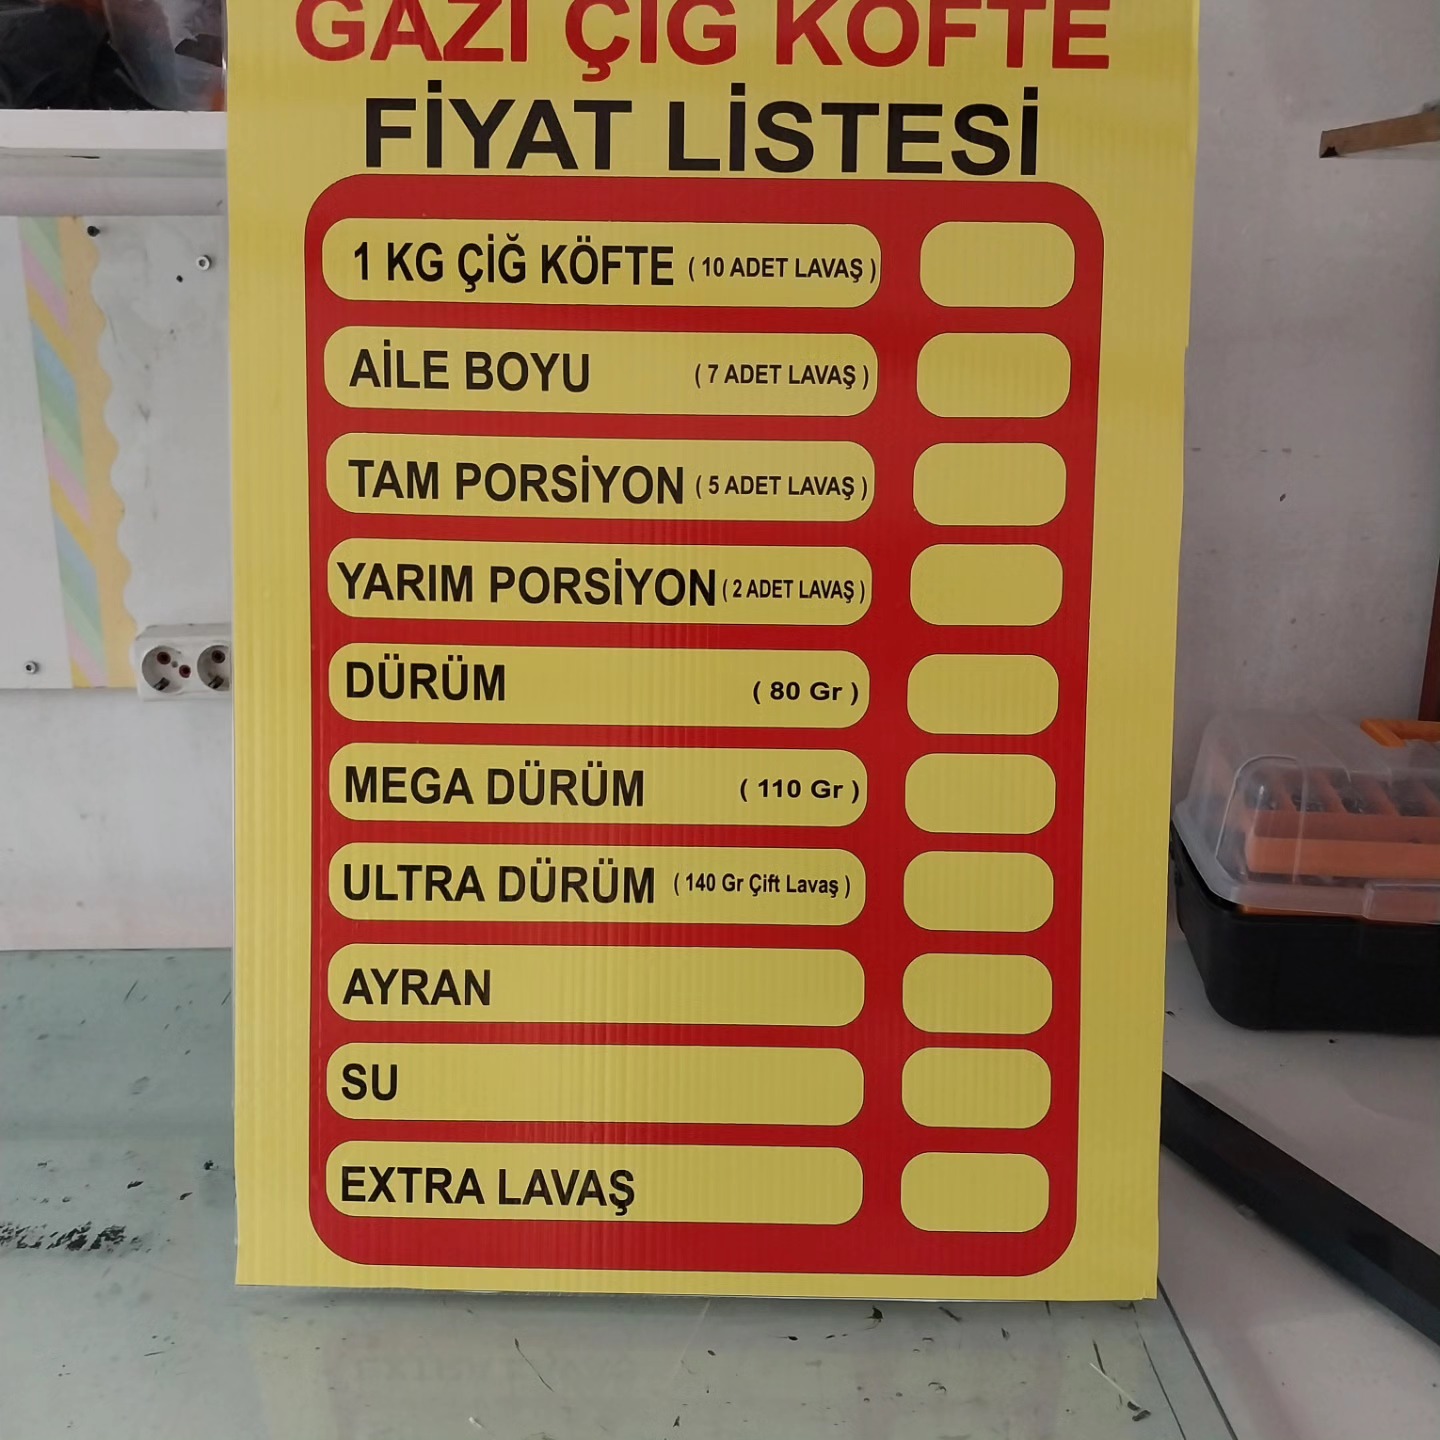 GAZİ ÇİĞ KÖFTE
FİYAT LİSTESİ
1 KG ÇİĞ KÖFTE ( 10 ADET LAVAŞ )
AİLE BOYU ( 7 ADET LAVAŞ )
TAM PORSİYON ( 5 ADET LAVAŞ )
YARIM PORSİYON ( 2 ADET LAVAŞ )
DÜRÜM ( 80 Gr )
MEGA DÜRÜM ( 110 Gr )
ULTRA DÜRÜM ( 140 Gr Çift Lavaş )
AYRAN
SU
EXTRA LAVAŞ